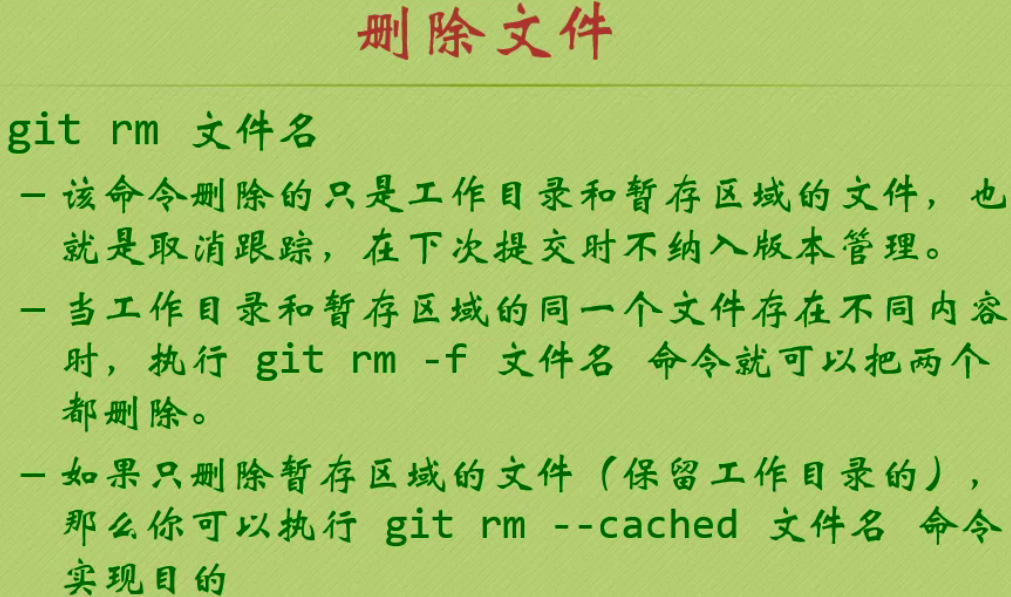 删除文件
git rm 文件名
– 该命令删除的只是工作目录和暂存区域的文件，也
就是取消跟踪，在下次提交时不纳入版本管理。
– 当工作目录和暂存区域的同一个文件存在不同内容
时，执行 git rm -f 文件名 命令就可以把两个
都删除。
– 如果只删除暂存区域的文件（保留工作目录的），
那么你可以执行 git rm --cached 文件名 命令
实现目的